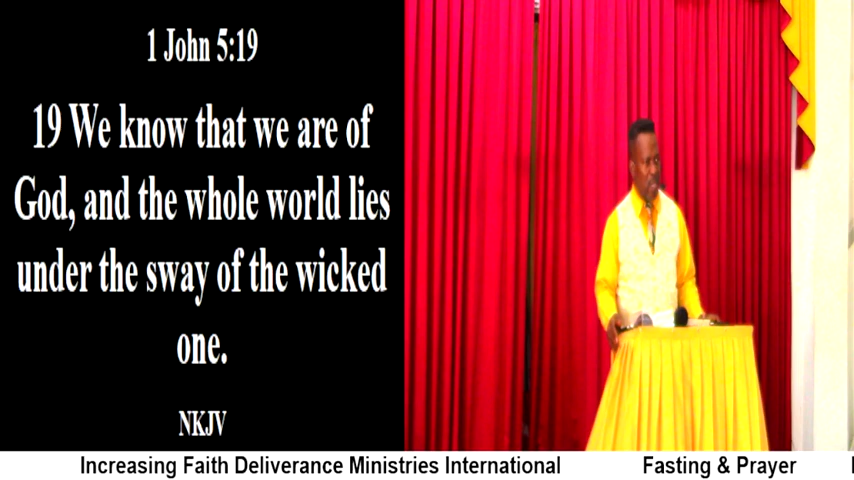 1 John 5:19
19 We know that we are of
God, and the whole world lies
under the sway of the wicked
one.
NKJV
Increasing Faith Deliverance Ministries International Fasting & Prayer